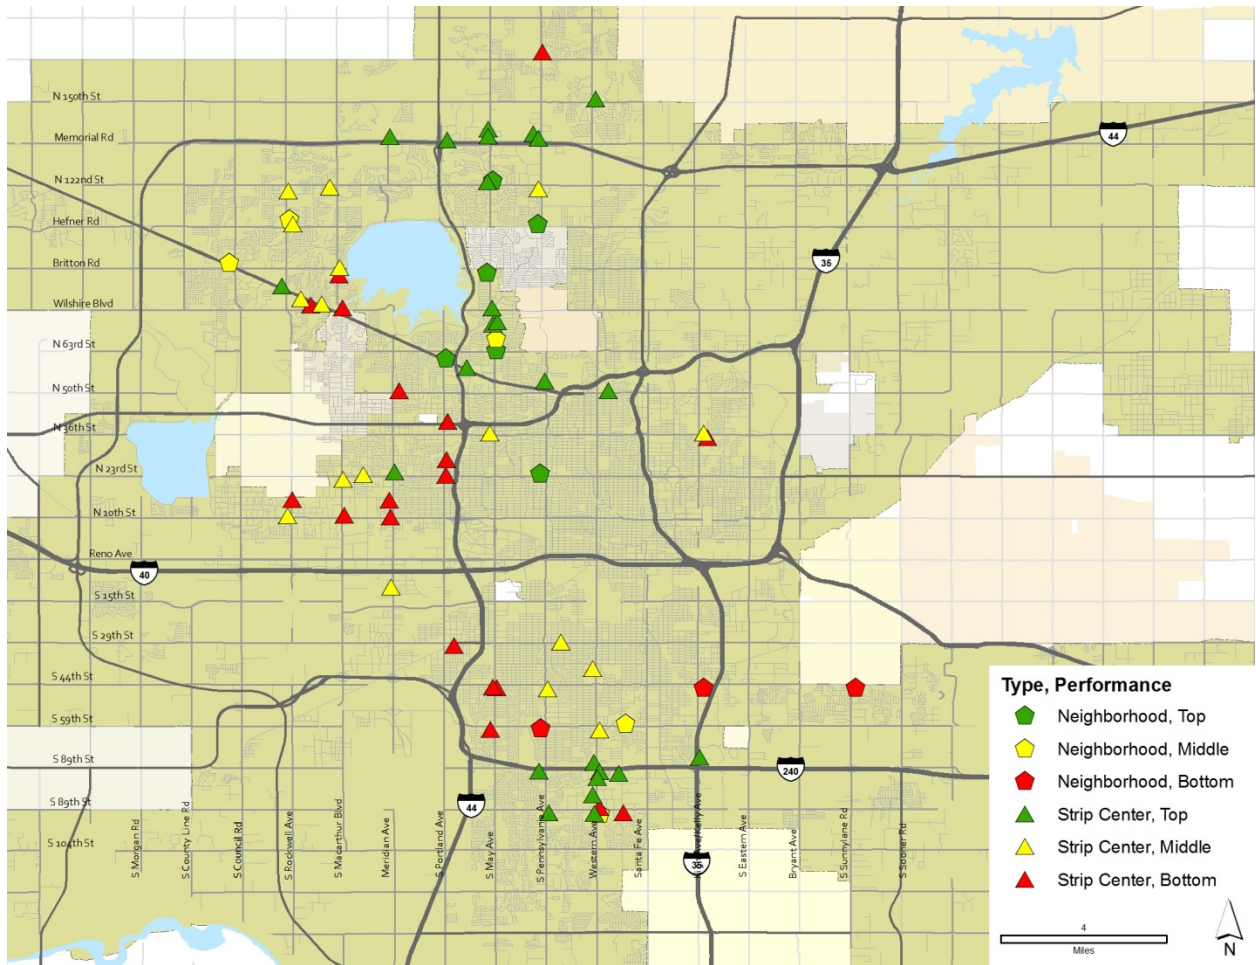 N 150th St
Memorial Rd
44
N 122nd St
Hefner Rd
Britton Rd
35
Wilshire Blvd
N 63rd St
N 50th St
N 36th St
N 23rd St
N 10th St
Reno Ave
40
S 15th St
S 29th St
S 44th St
S 59th St
S 89th St
240
S 89th St
44
S 104th St
35
S Morgan Rd
S County Line Rd
S Council Rd
S Rockwell Ave
S Macarthur Blvd
Meridian Ave
S Portland Ave
S May Ave
S Pennsylvania Ave
Western Ave
Santa Fe Ave
Ave/Kelly Ave
S Eastern Ave
Bryant Ave
S Sunnylane Rd
S Sooner Rd
Type, Performance
Neighborhood, Top
Neighborhood, Middle
Neighborhood, Bottom
Strip Center, Top
Strip Center, Middle
Strip Center, Bottom
4
Miles
N